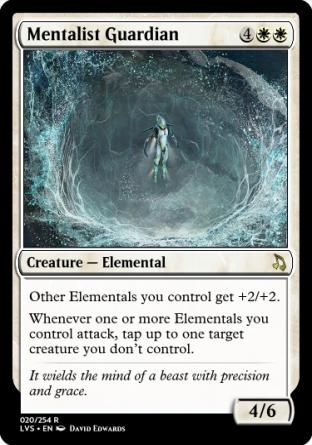 Mentalist Guardian 4
Creature — Elemental
Other Elementals you control get +2/+2.
Whenever one or more Elementals you
control attack, tap up to one target
creature you don't control.
It wields the mind of a beast with precision
and grace.
4/6
020/254 R
LVS • EN David Edwards